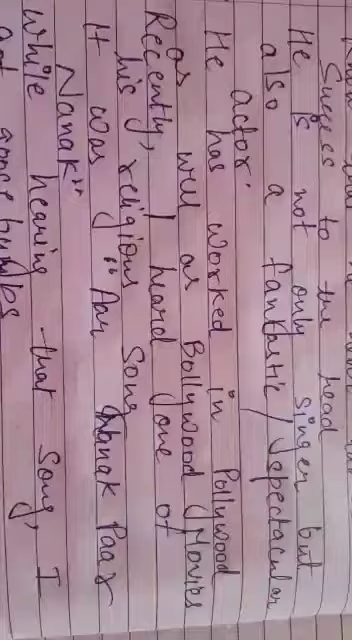 Success to the head
He is not only singer but
also a fantastic / spectacular
actor.
He has worked in Pollywood
as well as Bollywood Movies
Recently, I heard one of
his religious Song
It was "Aar Nanak Paar
Nanak"
While hearing that Song, I
got goosebumps